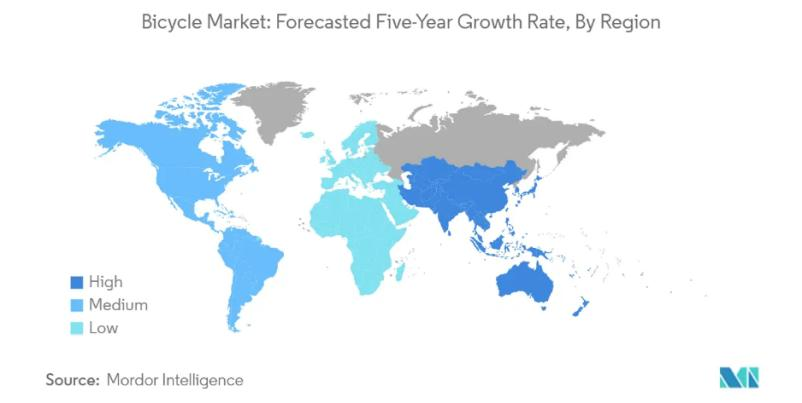 Bicycle Market: Forecasted Five-Year Growth Rate, By Region
High
Medium
Low
Source: Mordor Intelligence